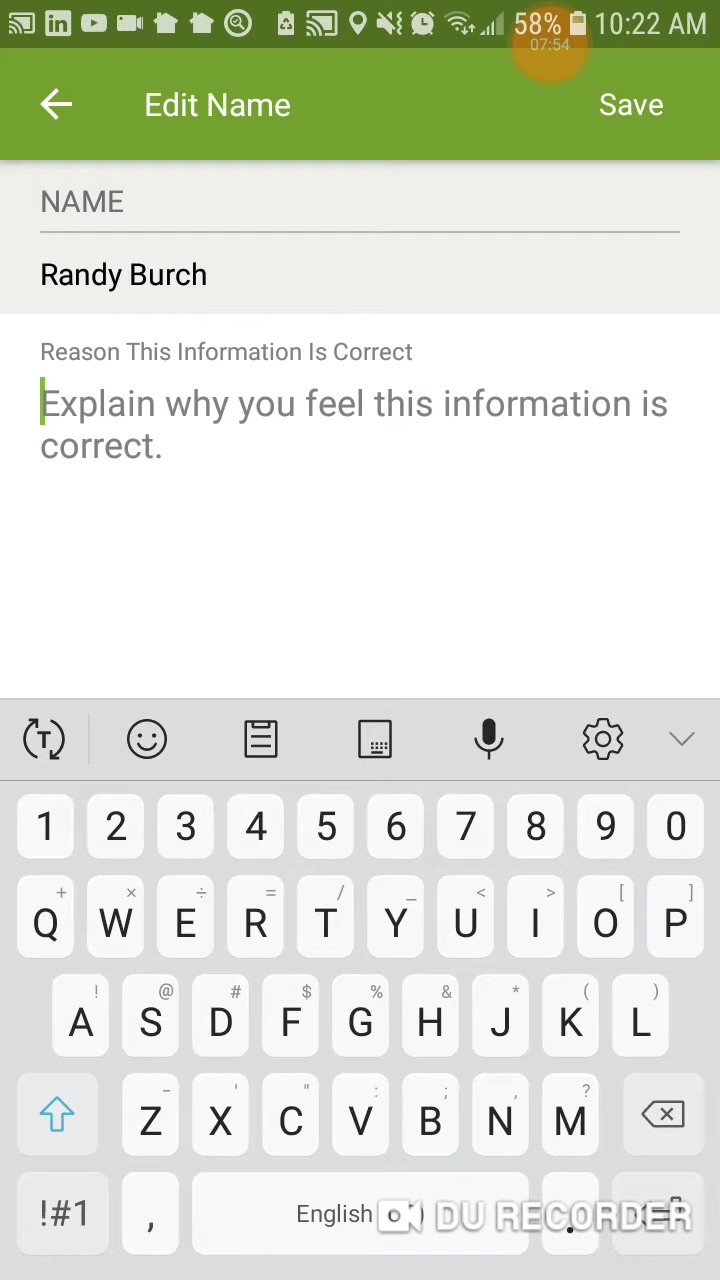 58% 10:22 AM
07:54
Edit Name Save
NAME
Randy Burch
Reason This Information Is Correct
Explain why you feel this information is
correct.
T
1 2 3 4 5 6 7 8 9 0
+ × ÷ = / _ < > [ ]
Q W E R T Y U I O P
! @ # $ % & * ( )
A S D F G H J K L
- ' " : ; , ?
Z X C V B N M
!#1 , English .
DU RECORDER